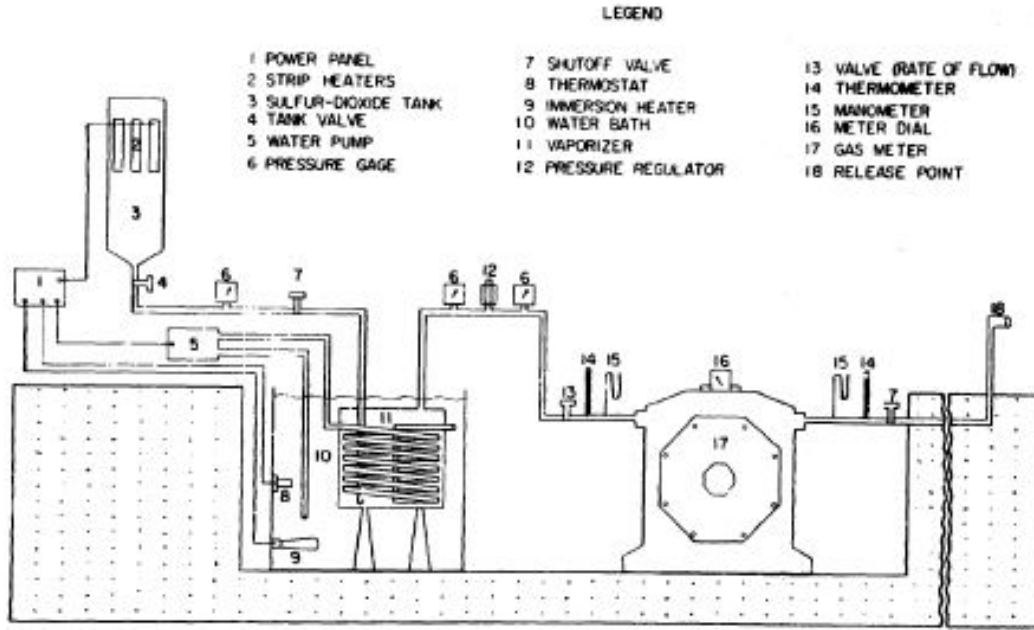 LEGEND
1 POWER PANEL
2 STRIP HEATERS
3 SULFUR-DIOXIDE TANK
4 TANK VALVE
5 WATER PUMP
6 PRESSURE GAGE
7 SHUTOFF VALVE
8 THERMOSTAT
9 IMMERSION HEATER
10 WATER BATH
11 VAPORIZER
12 PRESSURE REGULATOR
13 VALVE (RATE OF FLOW)
14 THERMOMETER
15 MANOMETER
16 METER DIAL
17 GAS METER
18 RELEASE POINT
2
3
1
4
6
7
6
12
6
18
5
14
15
16
15
14
13
7
11
17
10
8
9